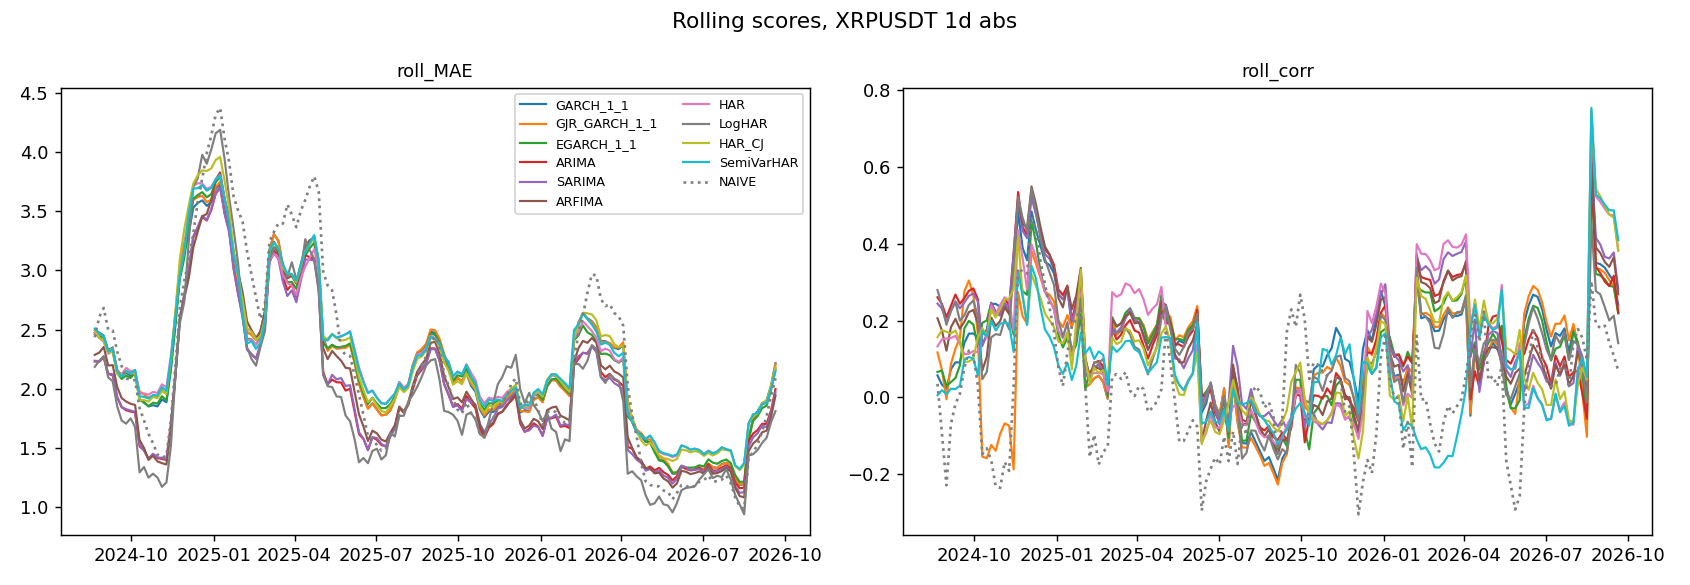 Rolling scores, XRPUSDT 1d abs
roll_MAE
4.5
4.0
3.5
3.0
2.5
2.0
1.5
1.0
GARCH_1_1
GJR_GARCH_1_1
EGARCH_1_1
ARIMA
SARIMA
ARFIMA
HAR
LogHAR
HAR_CJ
SemiVarHAR
NAIVE
2024-10 2025-01 2025-04 2025-07 2025-10 2026-01 2026-04 2026-07 2026-10
roll_corr
0.8
0.6
0.4
0.2
0.0
−0.2
2024-10 2025-01 2025-04 2025-07 2025-10 2026-01 2026-04 2026-07 2026-10